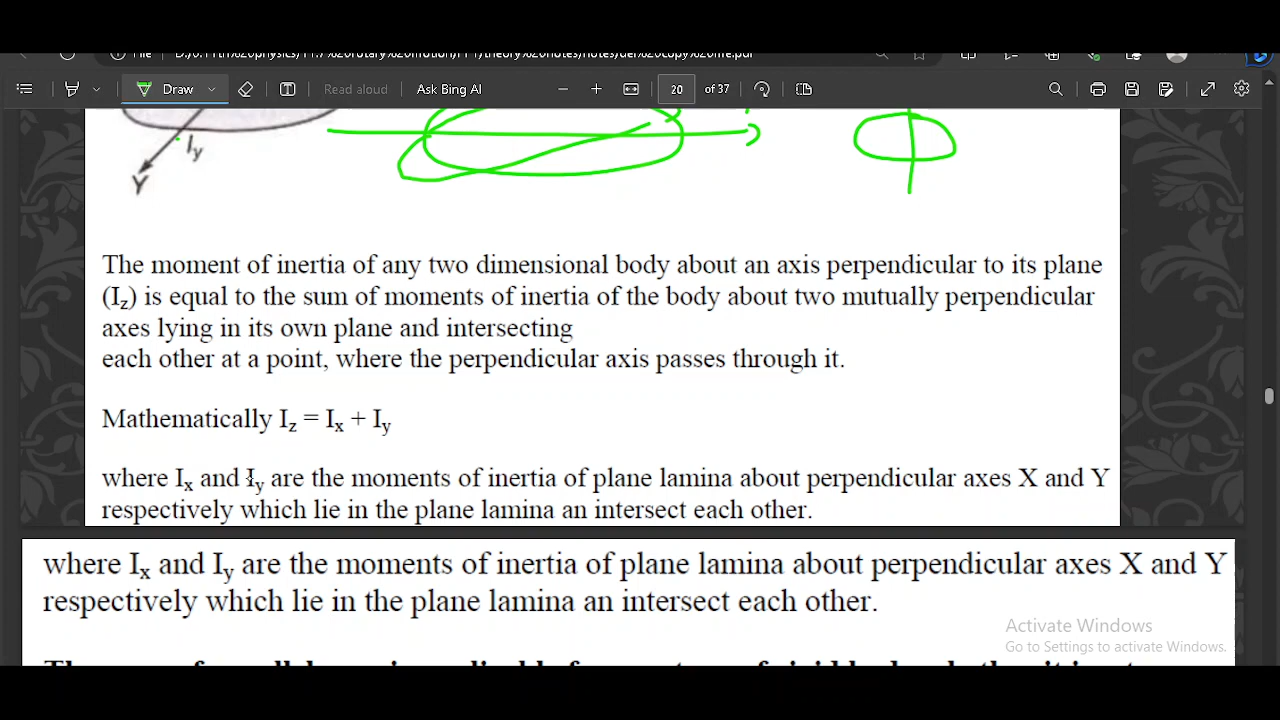 Draw
Read aloud
Ask Bing AI
20
of 37
Iy
Y
The moment of inertia of any two dimensional body about an axis perpendicular to its plane
(Iz) is equal to the sum of moments of inertia of the body about two mutually perpendicular
axes lying in its own plane and intersecting
each other at a point, where the perpendicular axis passes through it.
Mathematically Iz = Ix + Iy
where Ix and Iy are the moments of inertia of plane lamina about perpendicular axes X and Y
respectively which lie in the plane lamina an intersect each other.
where Ix and Iy are the moments of inertia of plane lamina about perpendicular axes X and Y
respectively which lie in the plane lamina an intersect each other.
Activate Windows
Go to Settings to activate Windows.